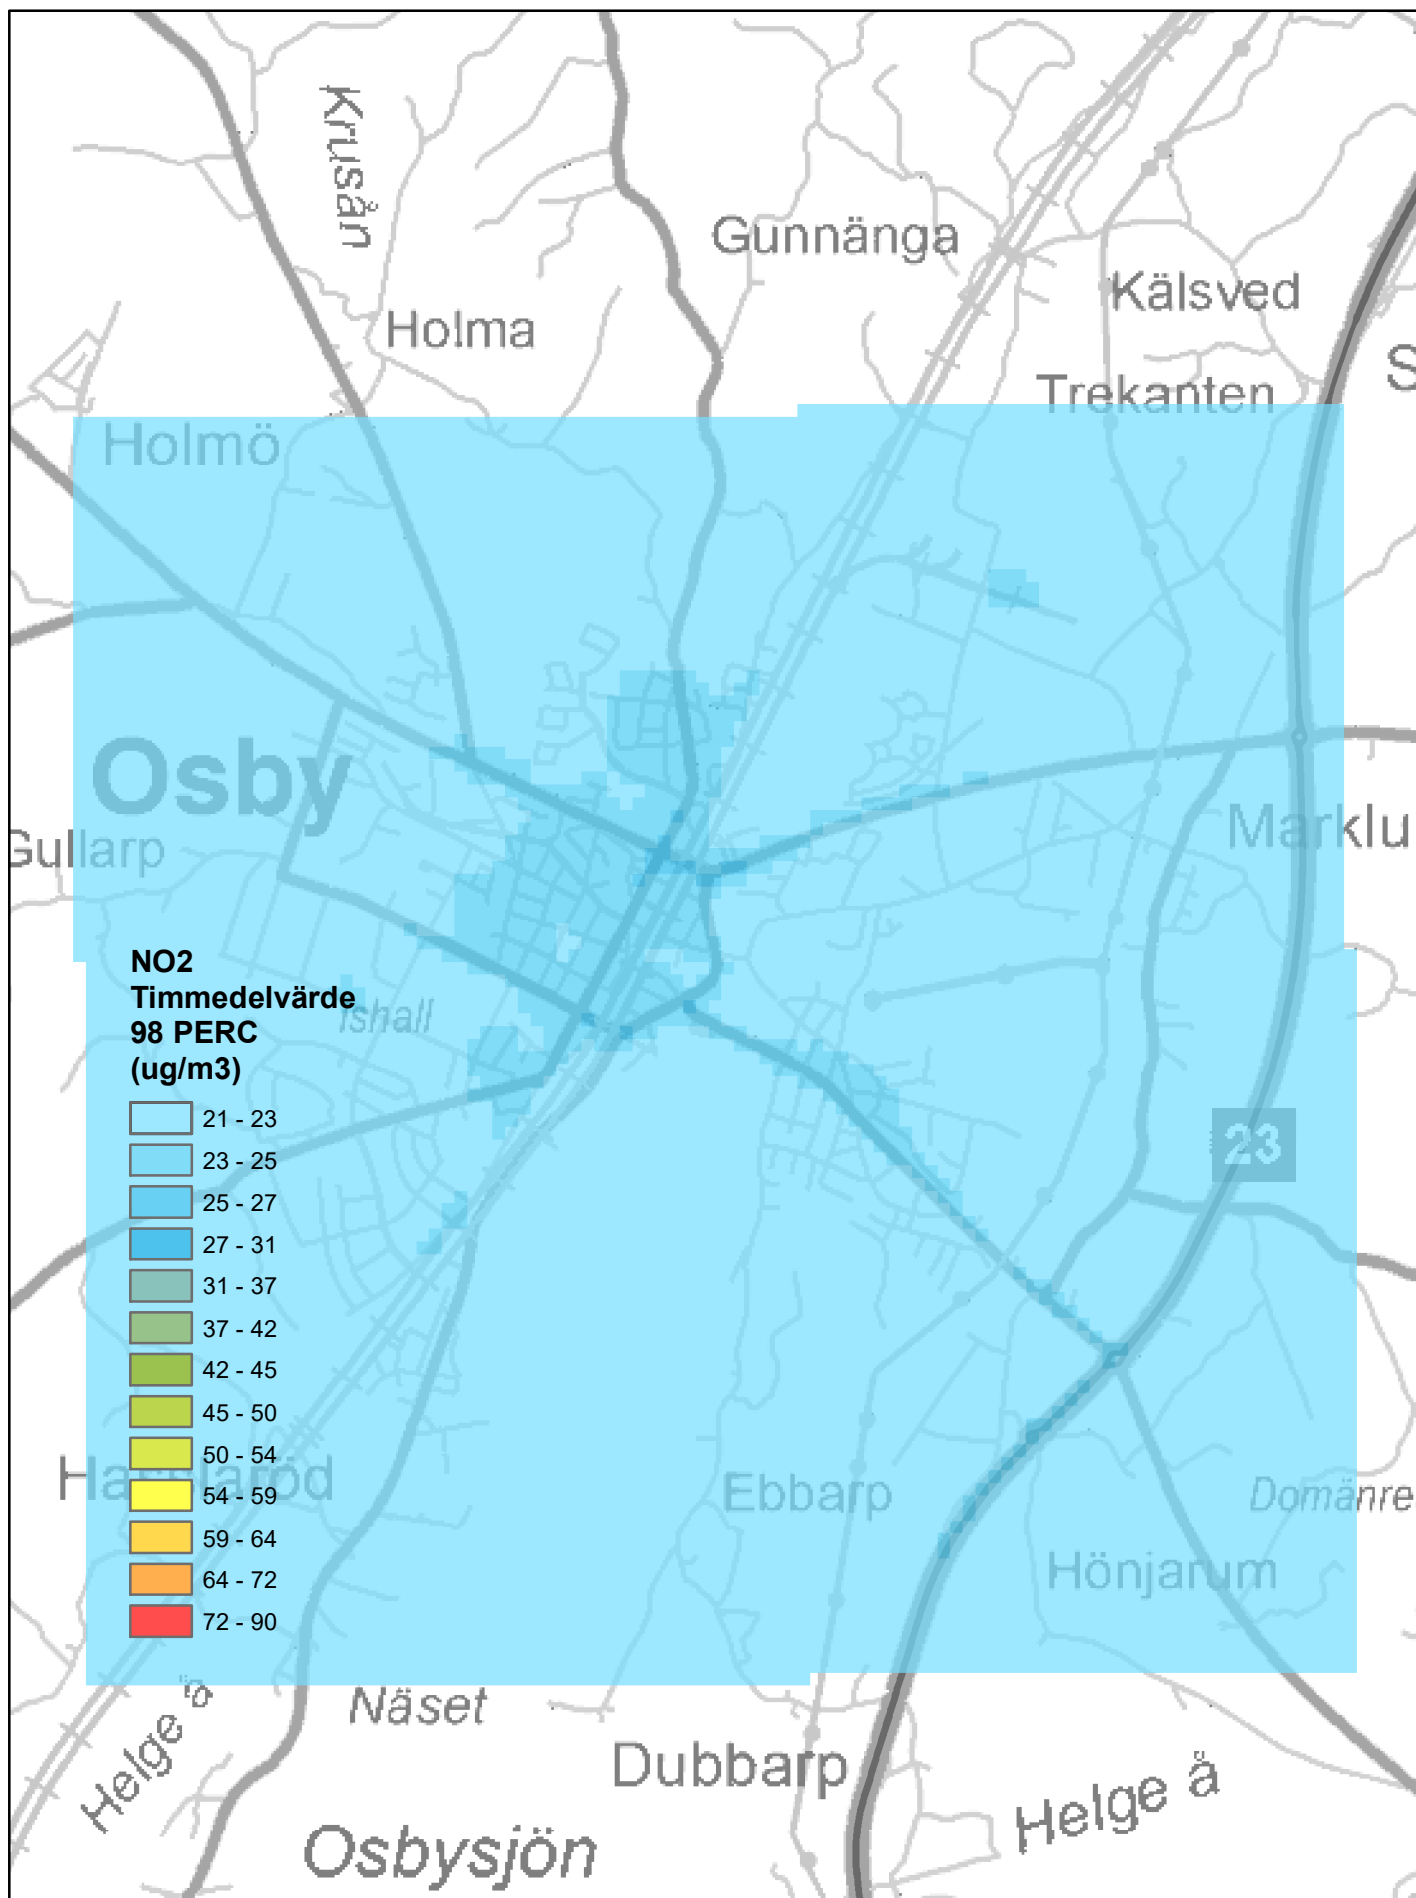 Krusån
Gunnänga
Kälsved
Holma
Trekanten
S
Holmö
Osby
Gullarp
Marklu
NO2
Timmedelvärde
98 PERC
(ug/m3)
Ishall
21 - 23
23 - 25
25 - 27
27 - 31
31 - 37
37 - 42
42 - 45
45 - 50
50 - 54
54 - 59
59 - 64
64 - 72
72 - 90
23
Ebbarp
Domänre
Hönjarum
Helge å
Näset
Dubbarp
Helge å
Osbysjön